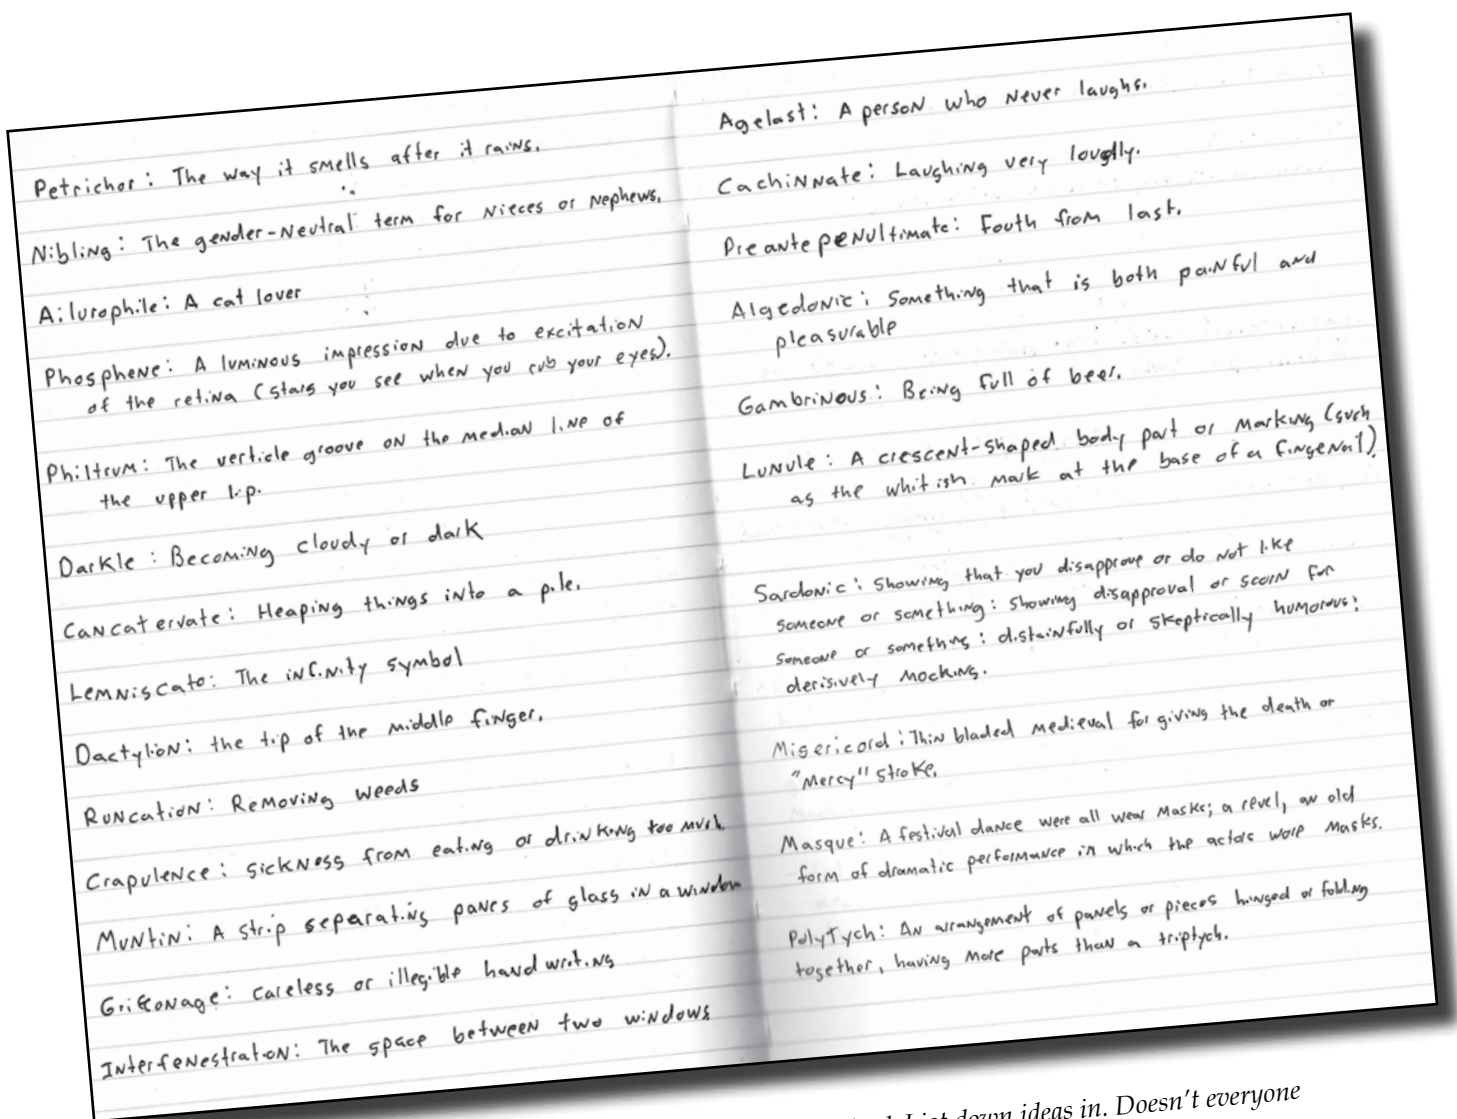 Petrichor: The way it smells after it rains.
Nibling: The gender-Neutral term for Nieces or Nephews.
Ailurophile: A cat lover
Phosphene: A luminous impression due to excitation
of the retina (stars you see when you rub your eyes).
Philtrum: The verticle groove on the median line of
the upper lip.
Darkle: Becoming cloudy or dark
Cancatervate: Heaping things into a pile.
Lemniscato: The infinity symbol
Dactylion: the tip of the middle finger.
Runcation: Removing weeds
Crapulence: sickness from eating or drinking too much.
Muntin: A strip separating panes of glass in a window
Griffonage: careless or illegible handwriting
Interfenestration: The space between two windows
Agelast: A person who never laughs.
Cachinnate: Laughing very loudly.
Preantepenultimate: Fouth from last.
Algedonic: Something that is both painful and
pleasurable
Gambrinous: Being full of beer.
Lunule: A crescent-shaped body part or marking (such
as the whitish mark at the base of a fingenail).
Sardonic: Showing that you disapprove or do not like
someone or something: showing disapproval or scorn for
someone or something: distainfully or skeptically humorous:
derisively mocking.
Misericord: Thin bladed medieval for giving the death or
"Mercy" stroke.
Masque: A festival dance were all wear masks; a revel, an old
form of dramatic performance in which the actors wore masks.
PolyTych: An arrangement of panels or pieces hinged or folding
together, having more parts than a triptych.
I jot down ideas in. Doesn't everyone